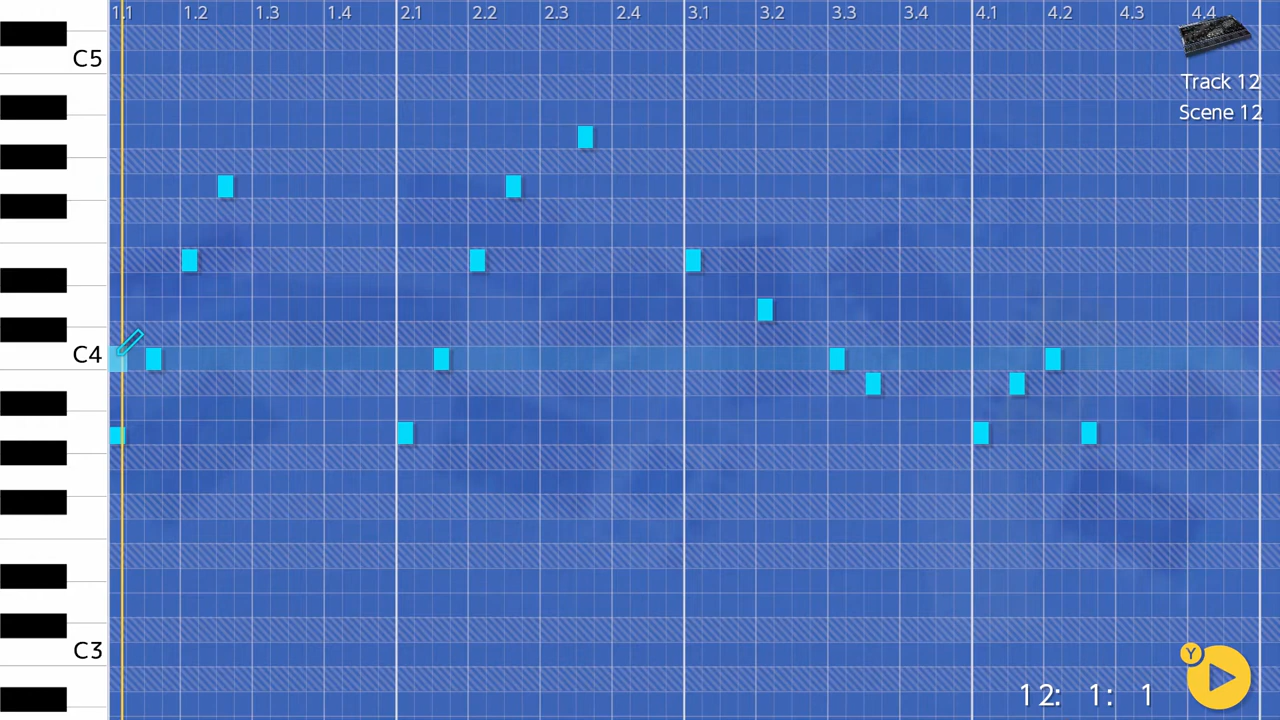 1.1 1.2 1.3 1.4 2.1 2.2 2.3 2.4 3.1 3.2 3.3 3.4 4.1 4.2 4.3 4.4
C5
Track 12
Scene 12
C4
C3
Y
12: 1: 1